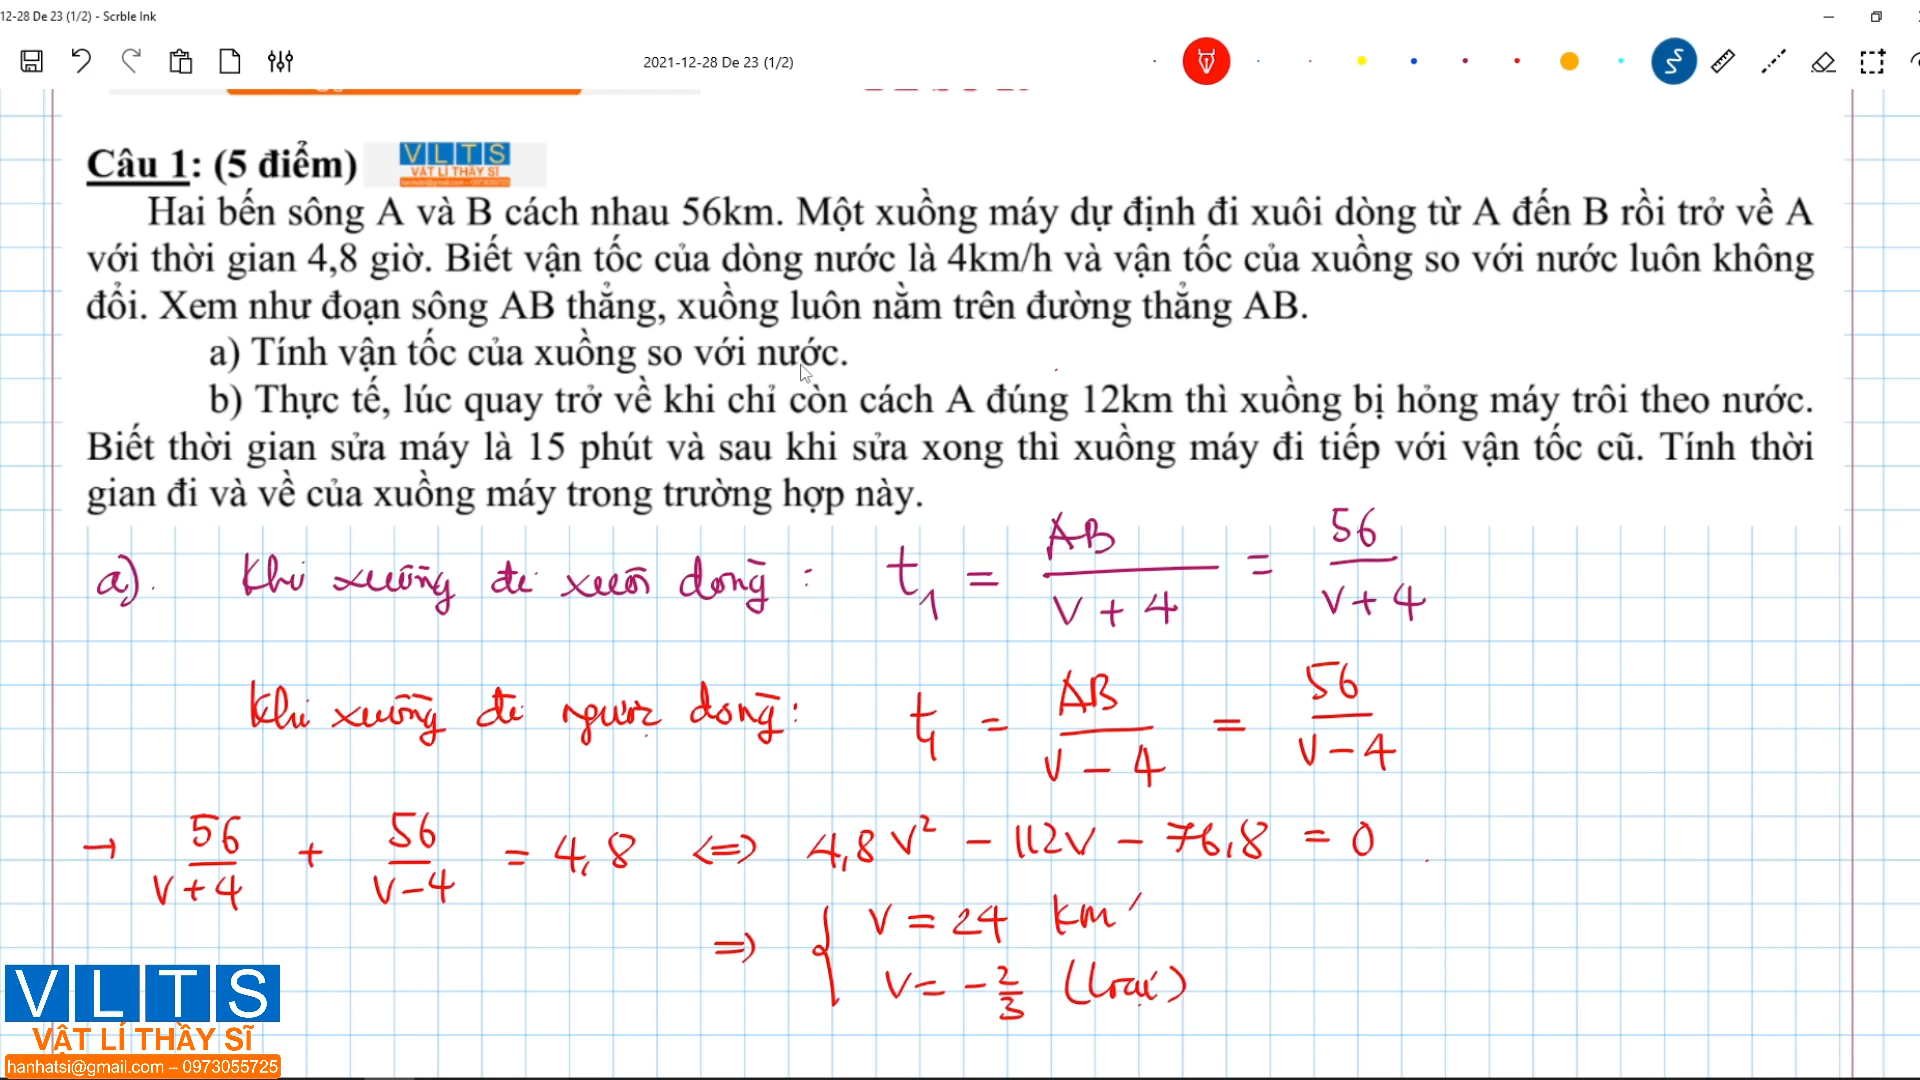 12-28 De 23 (1/2) - Scrble Ink
2021-12-28 De 23 (1/2)
Câu 1: (5 điểm)
VLTS
VẬT LÍ THẦY SĨ
hanhatsi@gmail.com – 0973055725
Hai bến sông A và B cách nhau 56km. Một xuồng máy dự định đi xuôi dòng từ A đến B rồi trở về A
với thời gian 4,8 giờ. Biết vận tốc của dòng nước là 4km/h và vận tốc của xuồng so với nước luôn không
đổi. Xem như đoạn sông AB thẳng, xuồng luôn nằm trên đường thẳng AB.
a) Tính vận tốc của xuồng so với nước.
b) Thực tế, lúc quay trở về khi chỉ còn cách A đúng 12km thì xuồng bị hỏng máy trôi theo nước.
Biết thời gian sửa máy là 15 phút và sau khi sửa xong thì xuồng máy đi tiếp với vận tốc cũ. Tính thời
gian đi và về của xuồng máy trong trường hợp này.
a). Khi xuồng đi xuôi dòng : t₁ = AB/(v + 4) = 56/(v + 4)
Khi xuồng đi ngược dòng : t₁ = AB/(v − 4) = 56/(v − 4)
→ 56/(v + 4) + 56/(v − 4) = 4,8 <=> 4,8v² − 112v − 76,8 = 0
=> { v = 24 km/
v = − 2/3 (loại)
VLTS
VẬT LÍ THẦY SĨ
hanhatsi@gmail.com – 0973055725